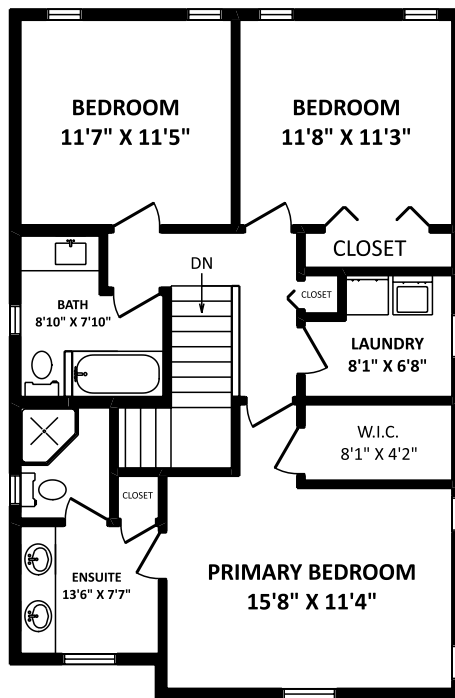 BEDROOM
11'7" X 11'5"
BEDROOM
11'8" X 11'3"
CLOSET
DN
CLOSET
BATH
8'10" X 7'10"
LAUNDRY
8'1" X 6'8"
W.I.C.
8'1" X 4'2"
CLOSET
ENSUITE
13'6" X 7'7"
PRIMARY BEDROOM
15'8" X 11'4"